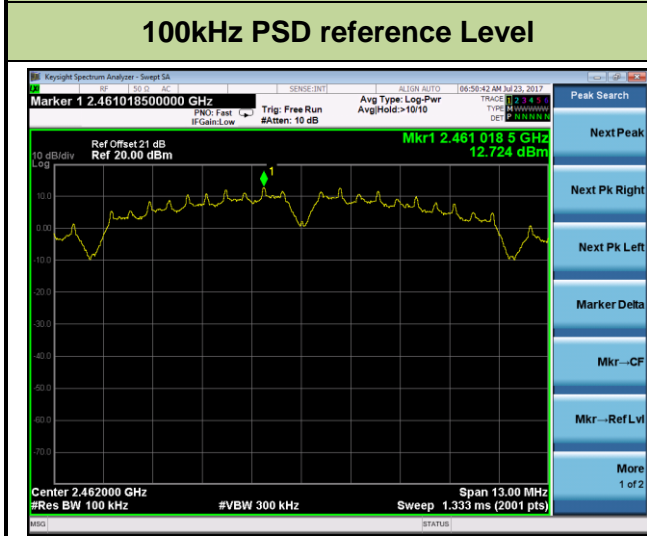 100kHz PSD reference Level
Keysight Spectrum Analyzer - Swept SA
RF 50 Ω AC SENSE:INT ALIGN AUTO 06:50:42 AM Jul 23, 2017
Marker 1 2.461018500000 GHz
PNO: Fast
IFGain:Low
Trig: Free Run
#Atten: 10 dB
Avg Type: Log-Pwr
Avg|Hold:>10/10
TRACE 1 2 3 4 5 6
TYPE M WWWWW
DET P N N N N N
Peak Search
Next Peak
Next Pk Right
Next Pk Left
Marker Delta
Mkr→CF
Mkr→Ref Lvl
More
1 of 2
Ref Offset 21 dB
10 dB/div Ref 20.00 dBm
Log
Mkr1 2.461 018 5 GHz
12.724 dBm
1
10.0
0.00
-10.0
-20.0
-30.0
-40.0
-50.0
-60.0
-70.0
Center 2.462000 GHz Span 13.00 MHz
#Res BW 100 kHz #VBW 300 kHz Sweep 1.333 ms (2001 pts)
MSG STATUS